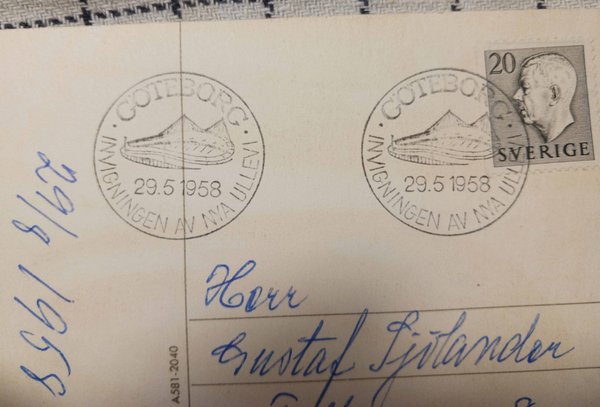 GÖTEBORG
INVIGNINGEN AV NYA ULLEVI
29.5 1958
GÖTEBORG
INVIGNINGEN AV NYA ULLEVI
29.5 1958
20
SVERIGE
29/5 1958
Herr
Gustaf Sjölander
A581-2040